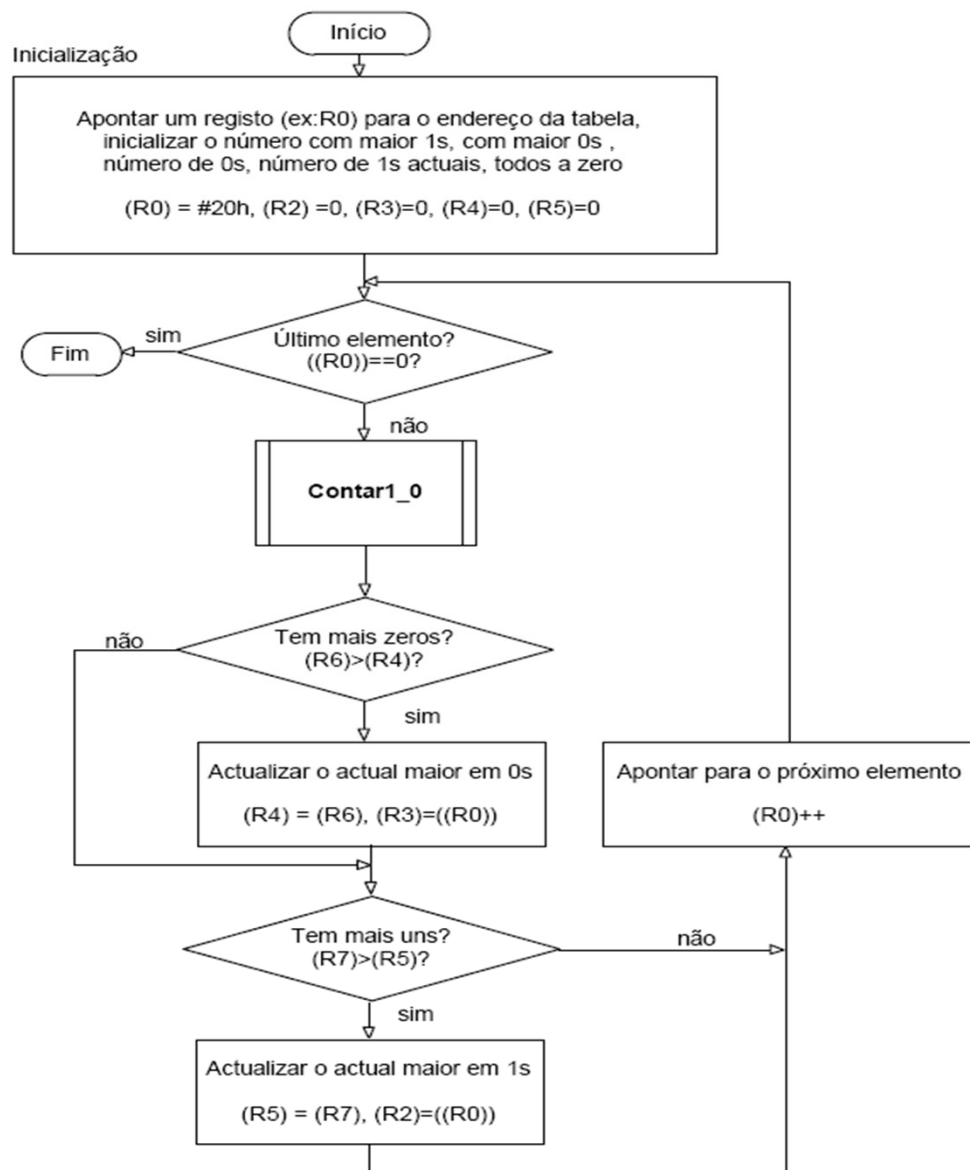 Início
Inicialização
Apontar um registo (ex:R0) para o endereço da tabela,
inicializar o número com maior 1s, com maior 0s ,
número de 0s, número de 1s actuais, todos a zero
(R0) = #20h, (R2) =0, (R3)=0, (R4)=0, (R5)=0
Último elemento?
((R0))==0?
sim
Fim
não
Contar1_0
Tem mais zeros?
(R6)>(R4)?
não
sim
Actualizar o actual maior em 0s
(R4) = (R6), (R3)=((R0))
Apontar para o próximo elemento
(R0)++
Tem mais uns?
(R7)>(R5)?
não
sim
Actualizar o actual maior em 1s
(R5) = (R7), (R2)=((R0))